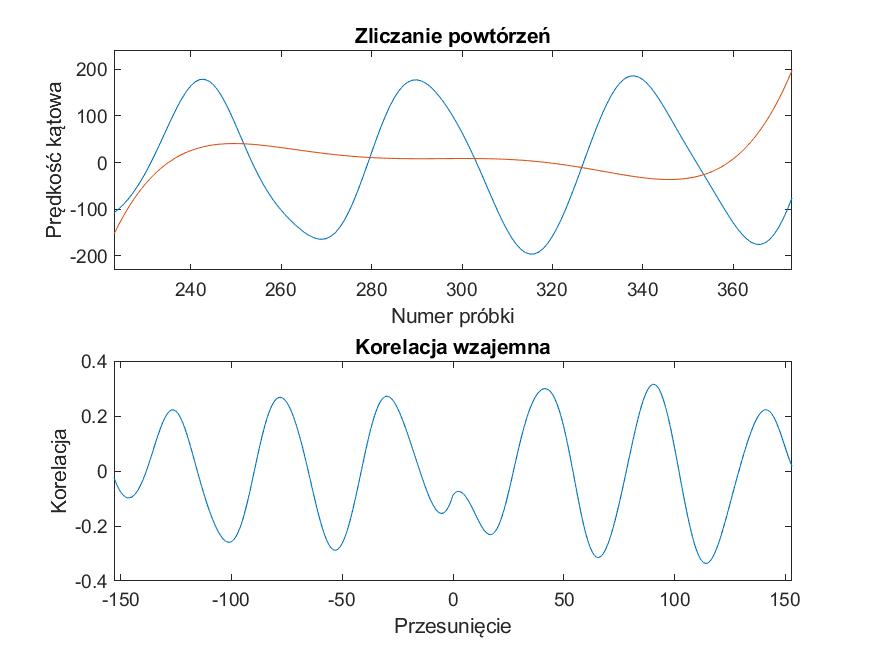 Zliczanie powtórzeń
Prędkość kątowa
200
100
0
-100
-200
240 260 280 300 320 340 360
Numer próbki
Korelacja wzajemna
Korelacja
0.4
0.2
0
-0.2
-0.4
-150 -100 -50 0 50 100 150
Przesunięcie